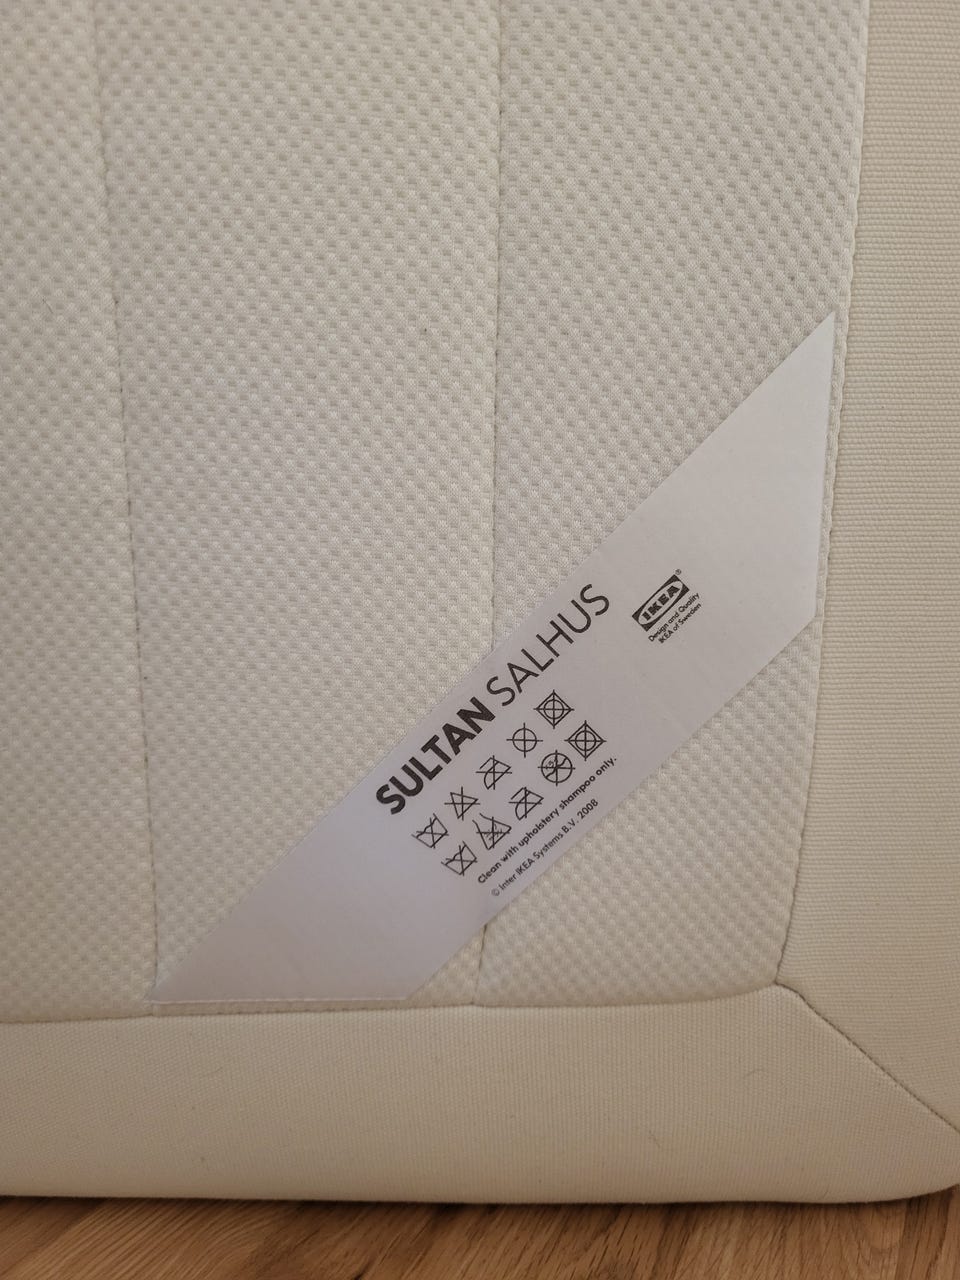 SULTAN SALHUS
IKEA®
Design and Quality
IKEA of Sweden
Clean with upholstery shampoo only.
© Inter IKEA Systems B.V. 2008